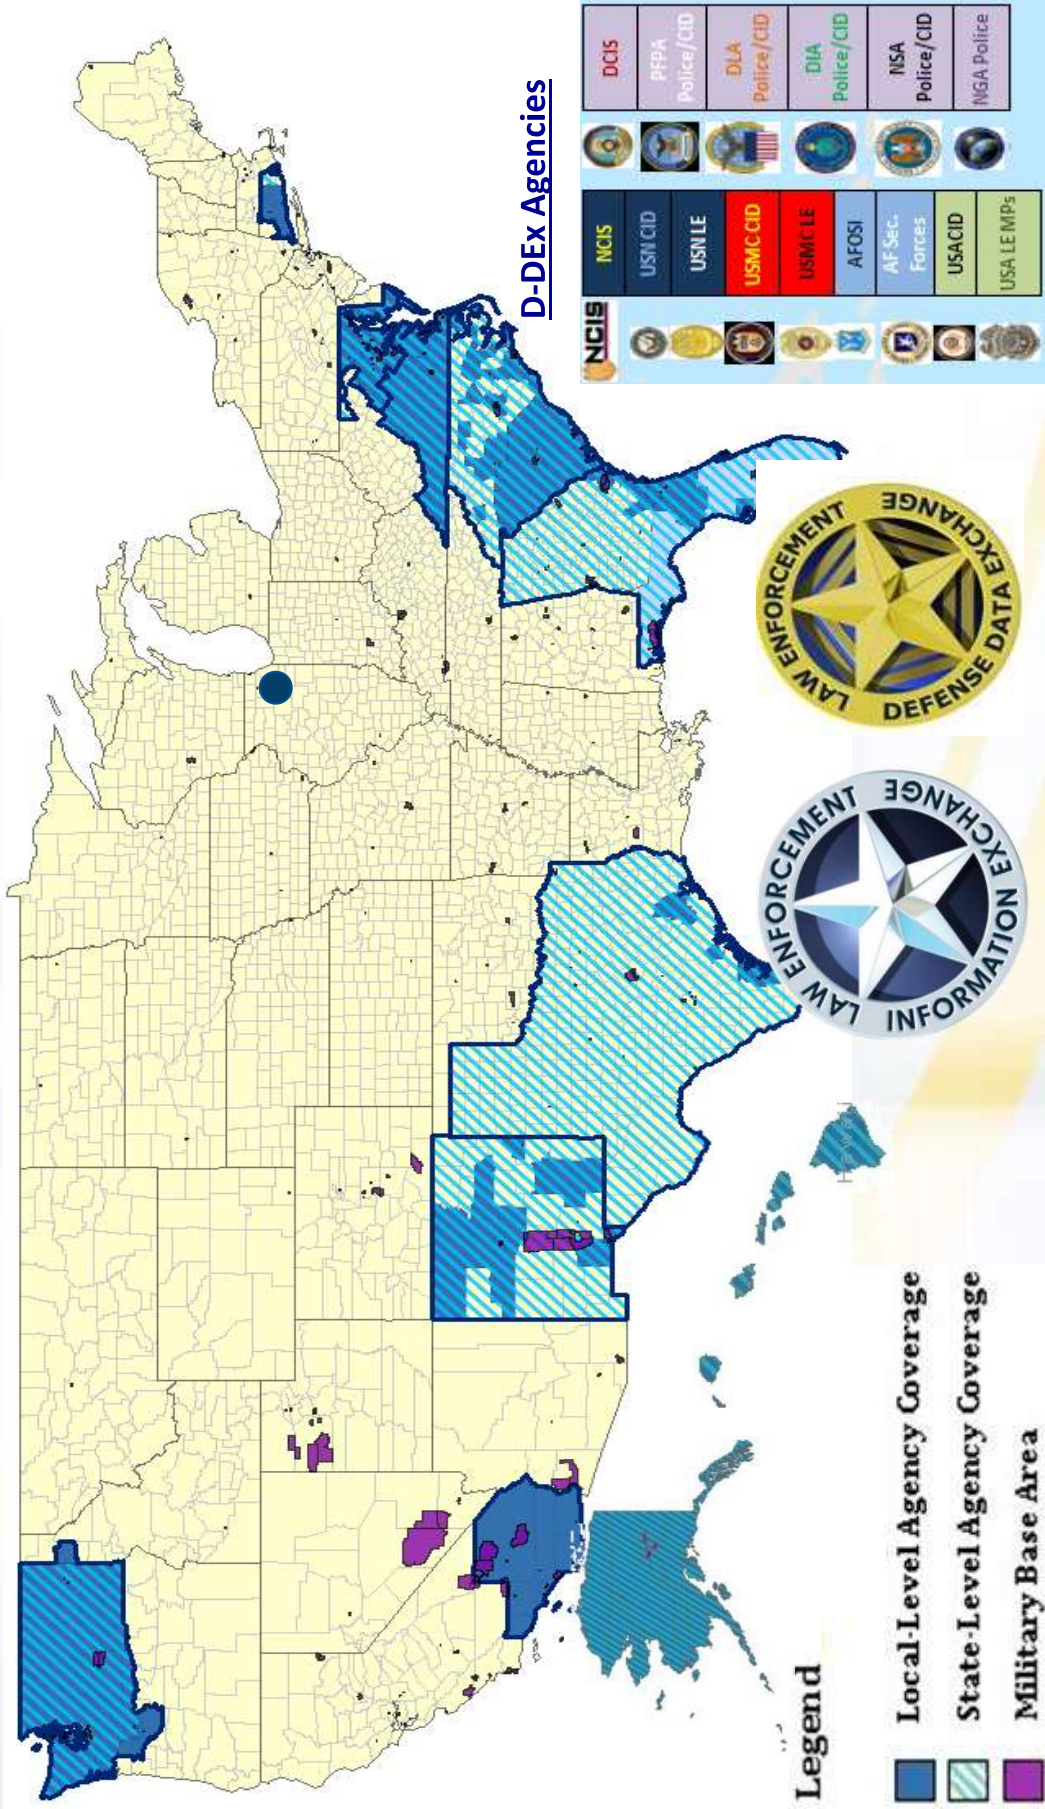 D-DEx Agencies
NCIS
NCIS
USN CID
USN LE
USMC CID
USMC LE
AFOSI
AF Sec.
Forces
USACID
USA LE MPs
DCIS
PFPA
Police/CID
DLA
Police/CID
DIA
Police/CID
NSA
Police/CID
NGA Police
LAW ENFORCEMENT
INFORMATION EXCHANGE
LAW ENFORCEMENT
DEFENSE DATA EXCHANGE
Legend
Local-Level Agency Coverage
State-Level Agency Coverage
Military Base Area